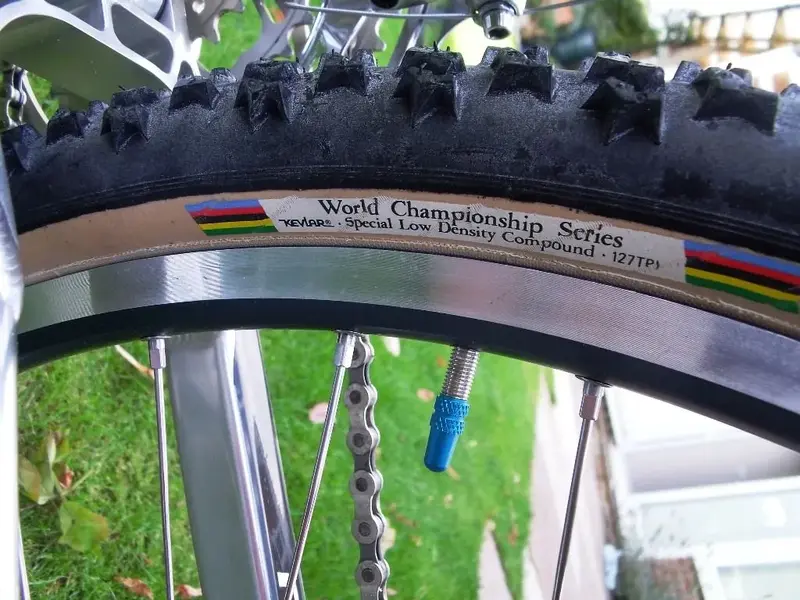 World Championship Series
KEVLAR® · Special Low Density Compound · 127TPI